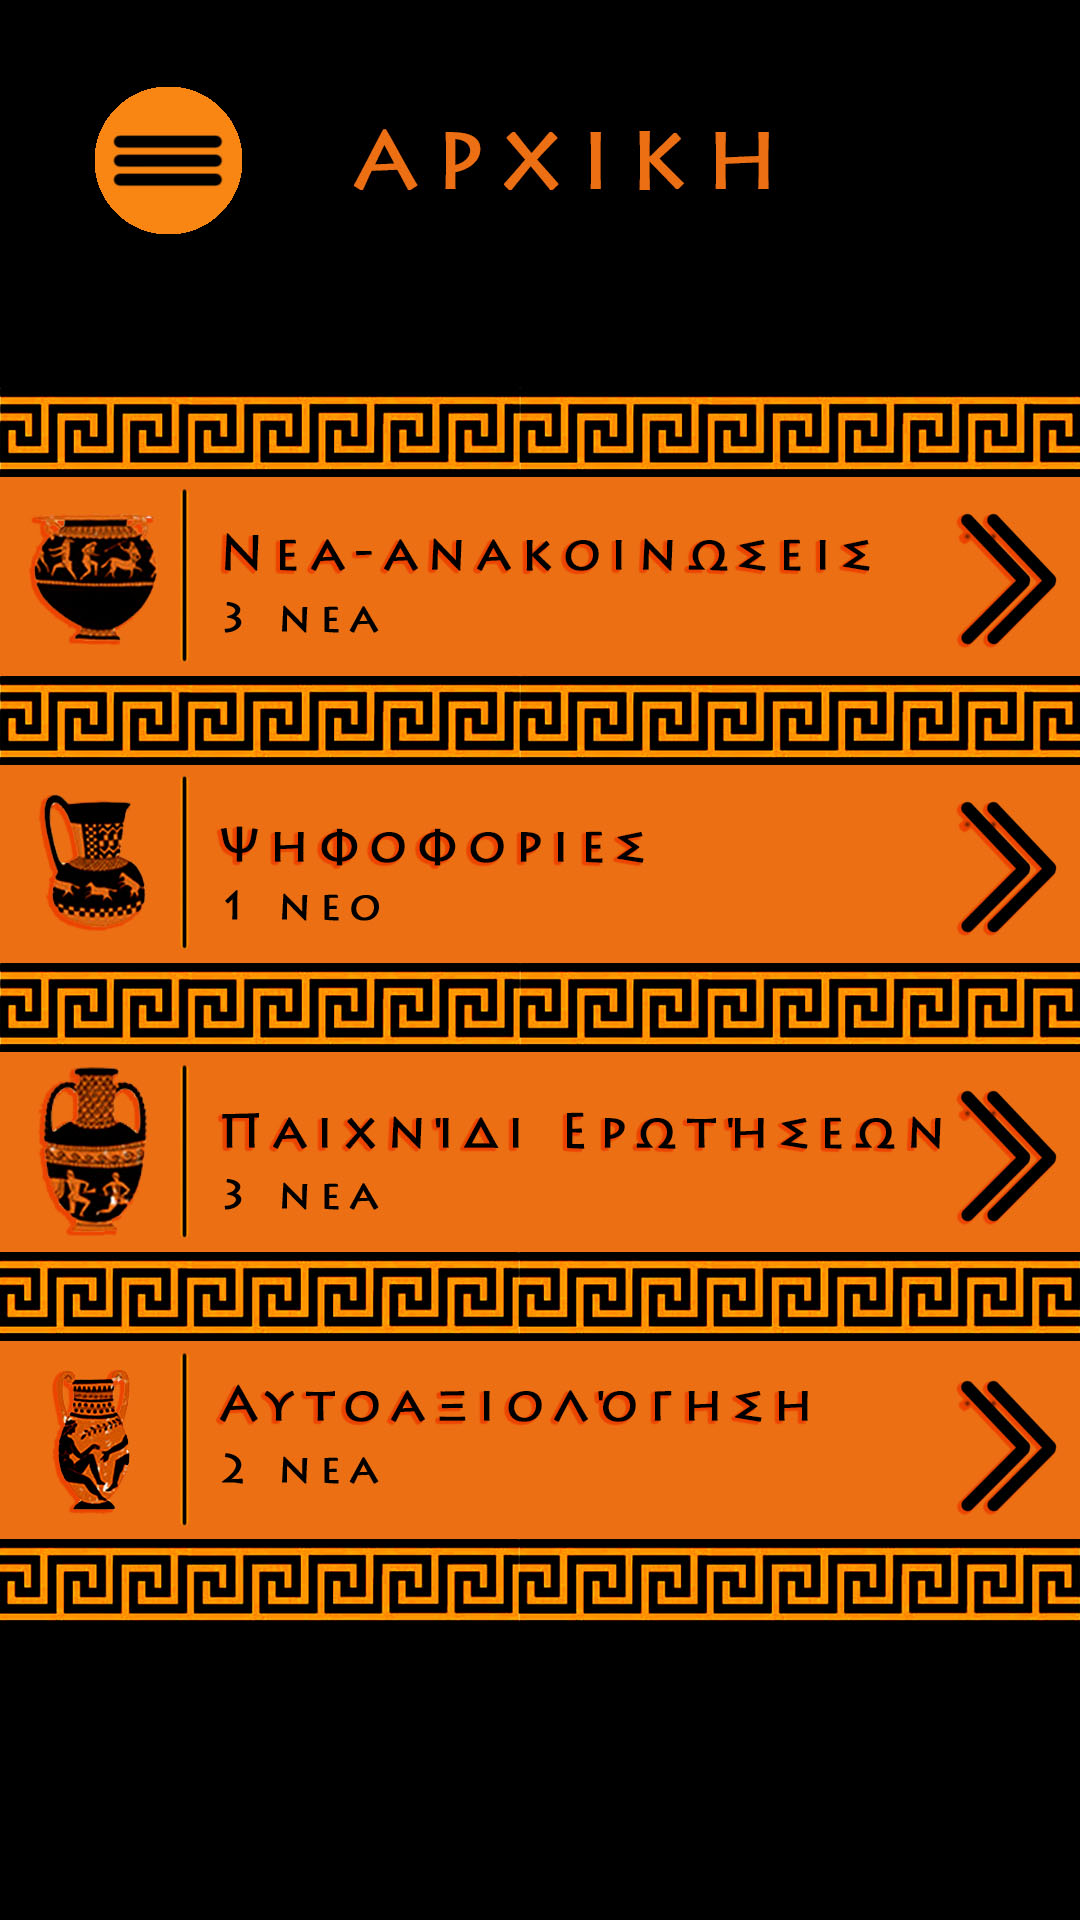 ΑΡΧΙΚΗ
Νεα-ανακοινωσεις
3 νεα
Ψηφοφοριες
1 νεο
Παιχνίδι Ερωτήσεων
3 νεα
Αυτοαξιολόγηση
2 νεα